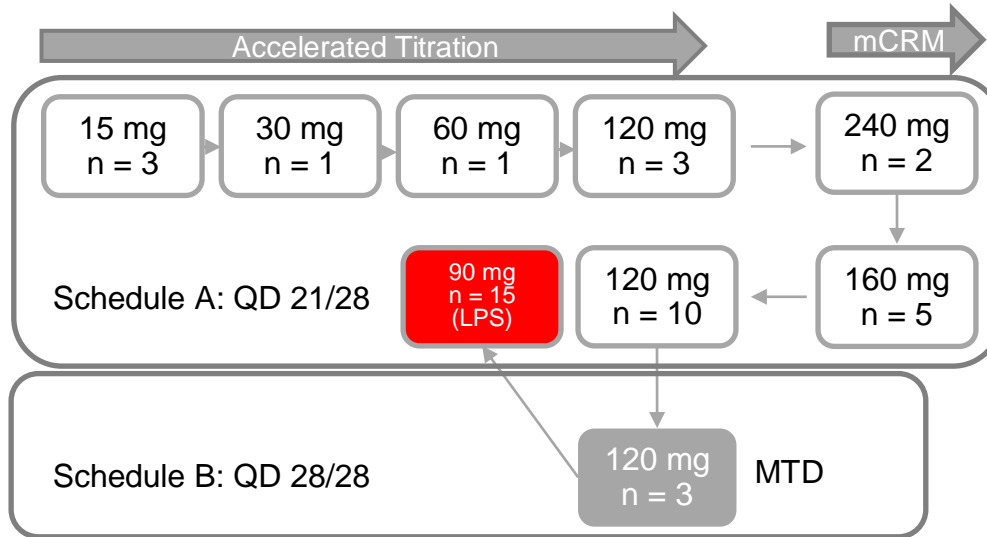 Accelerated Titration
mCRM
15 mg
n = 3
30 mg
n = 1
60 mg
n = 1
120 mg
n = 3
240 mg
n = 2
Schedule A: QD 21/28
90 mg
n = 15
(LPS)
120 mg
n = 10
160 mg
n = 5
Schedule B: QD 28/28
120 mg
n = 3
MTD